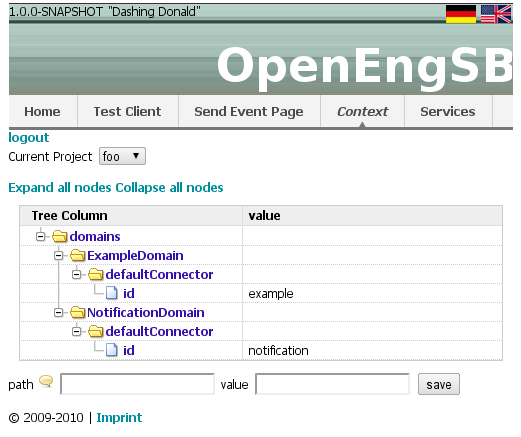 1.0.0-SNAPSHOT "Dashing Donald"
OpenEngSB
Home Test Client Send Event Page Context Services
logout
Current Project foo
Expand all nodes Collapse all nodes
Tree Column value
domains
ExampleDomain
defaultConnector
id example
NotificationDomain
defaultConnector
id notification
path value save
© 2009-2010 | Imprint